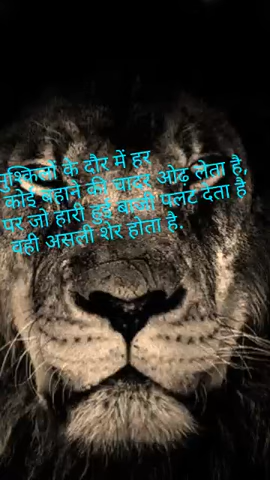 मुश्किलों के दौर में हर
कोई बहाने की चादर ओढ़ लेता है,
पर जो हारी हुई बाजी पलट देता है
वही असली शेर होता है.